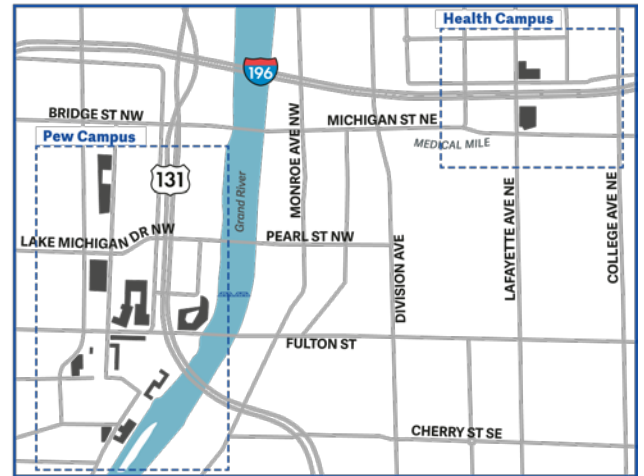 Health Campus
196
BRIDGE ST NW
MICHIGAN ST NE
Pew Campus
MEDICAL MILE
131
Grand River
MONROE AVE NW
LAKE MICHIGAN DR NW
PEARL ST NW
DIVISION AVE
LAFAYETTE AVE NE
COLLEGE AVE NE
FULTON ST
CHERRY ST SE